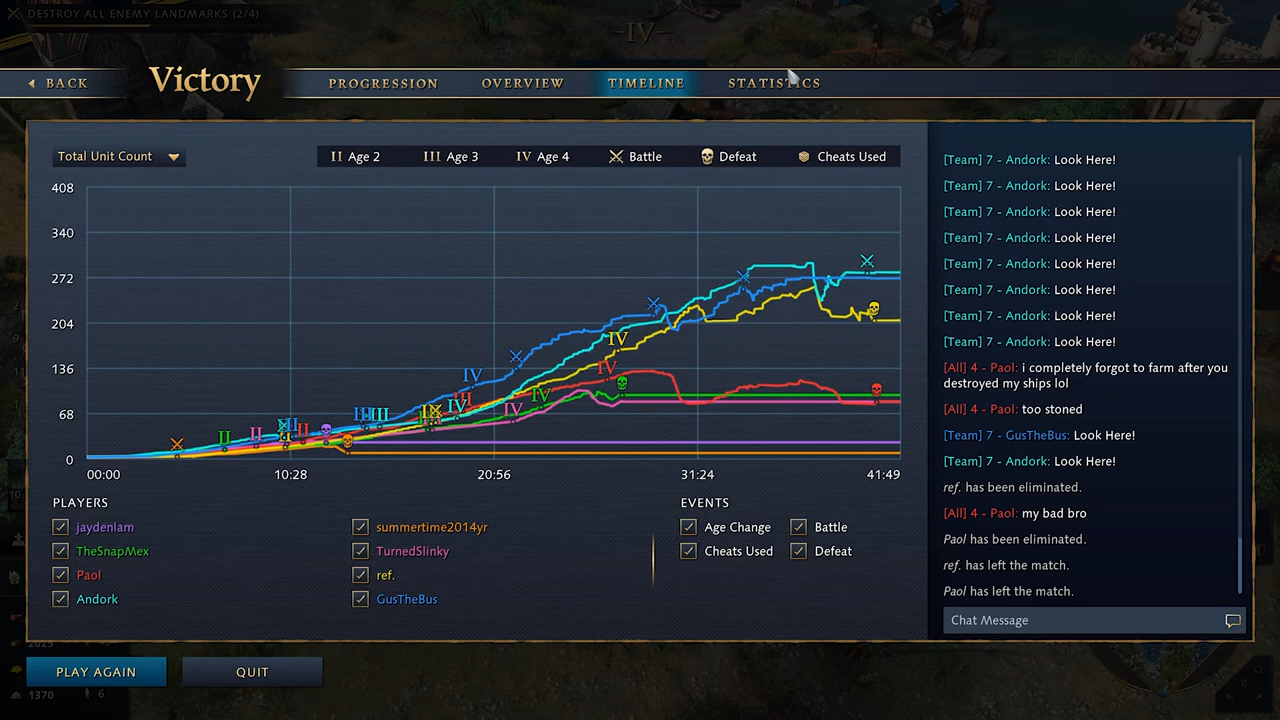 DESTROY ALL ENEMY LANDMARKS (2/4)
IV
BACK
Victory
PROGRESSION
OVERVIEW
TIMELINE
STATISTICS
Total Unit Count
II Age 2
III Age 3
IV Age 4
Battle
Defeat
Cheats Used
408
340
272
204
136
68
0
00:00
10:28
20:56
31:24
41:49
PLAYERS
jaydenlam
TheSnapMex
Paol
Andork
summertime2014yr
TurnedSlinky
ref.
GusTheBus
EVENTS
Age Change
Battle
Cheats Used
Defeat
[Team] 7 - Andork: Look Here!
[Team] 7 - Andork: Look Here!
[Team] 7 - Andork: Look Here!
[Team] 7 - Andork: Look Here!
[Team] 7 - Andork: Look Here!
[Team] 7 - Andork: Look Here!
[Team] 7 - Andork: Look Here!
[Team] 7 - Andork: Look Here!
[All] 4 - Paol: i completely forgot to farm after you
destroyed my ships lol
[All] 4 - Paol: too stoned
[Team] 7 - GusTheBus: Look Here!
[Team] 7 - Andork: Look Here!
ref. has been eliminated.
[All] 4 - Paol: my bad bro
Paol has been eliminated.
ref. has left the match.
Paol has left the match.
Chat Message
PLAY AGAIN
QUIT
1370
6